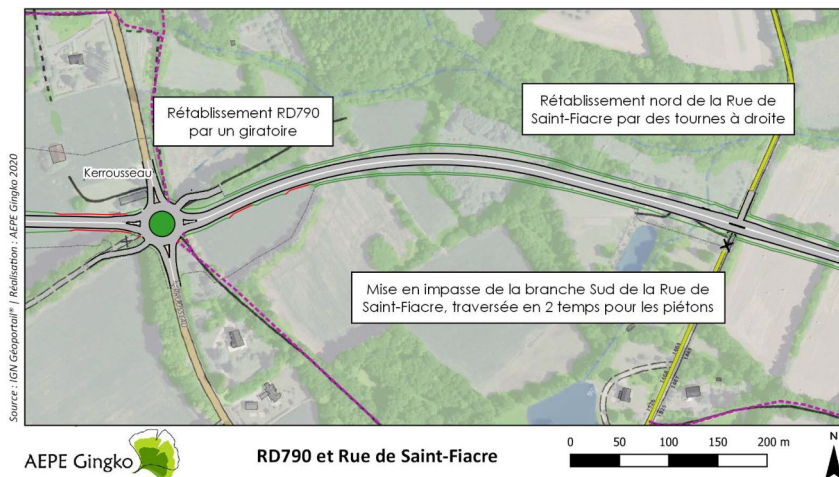 Rétablissement RD790
par un giratoire
Rétablissement nord de la Rue de
Saint-Fiacre par des tournes à droite
Kerrousseau
Mise en impasse de la branche Sud de la Rue de
Saint-Fiacre, traversée en 2 temps pour les piétons
Source : IGN Géoportail® | Réalisation : AEPE Gingko 2020
AEPE Gingko
RD790 et Rue de Saint-Fiacre
0 50 100 150 200 m
N